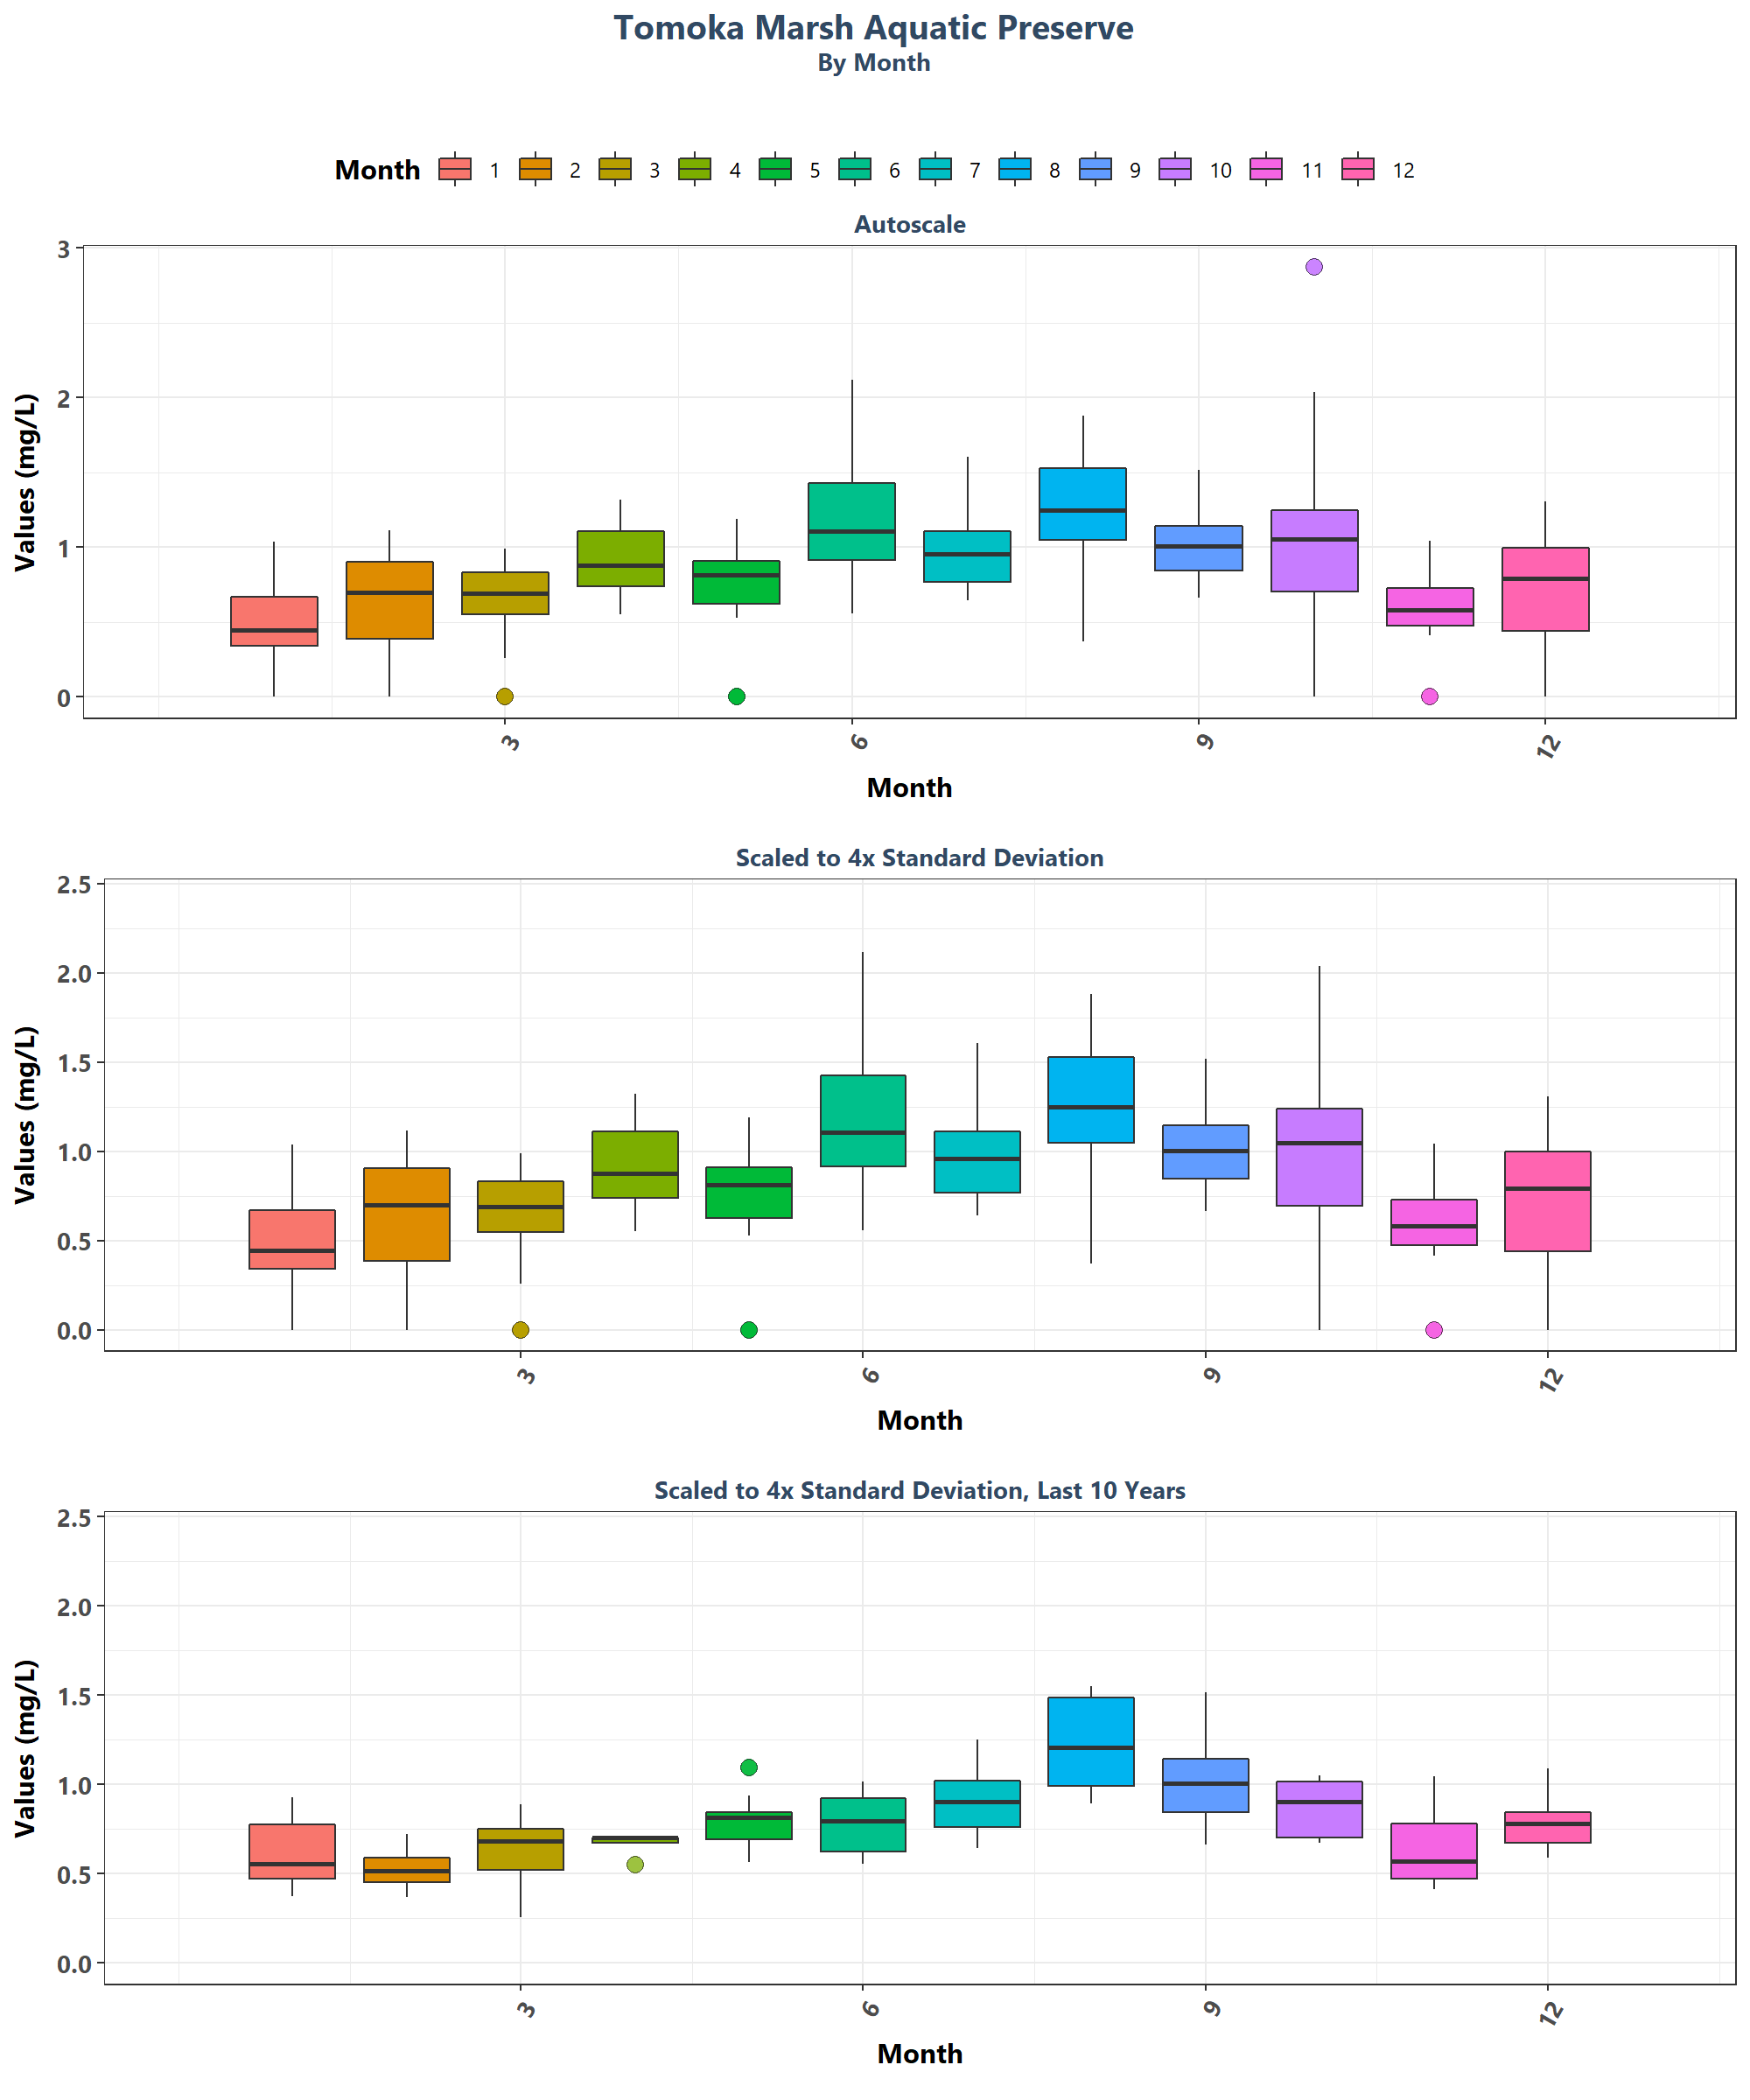 Tomoka Marsh Aquatic Preserve
By Month
Month 1 2 3 4 5 6 7 8 9 10 11 12
Autoscale
Values (mg/L)
3
2
1
0
3 6 9 12
Month
Scaled to 4x Standard Deviation
Values (mg/L)
2.5
2.0
1.5
1.0
0.5
0.0
3 6 9 12
Month
Scaled to 4x Standard Deviation, Last 10 Years
Values (mg/L)
2.5
2.0
1.5
1.0
0.5
0.0
3 6 9 12
Month